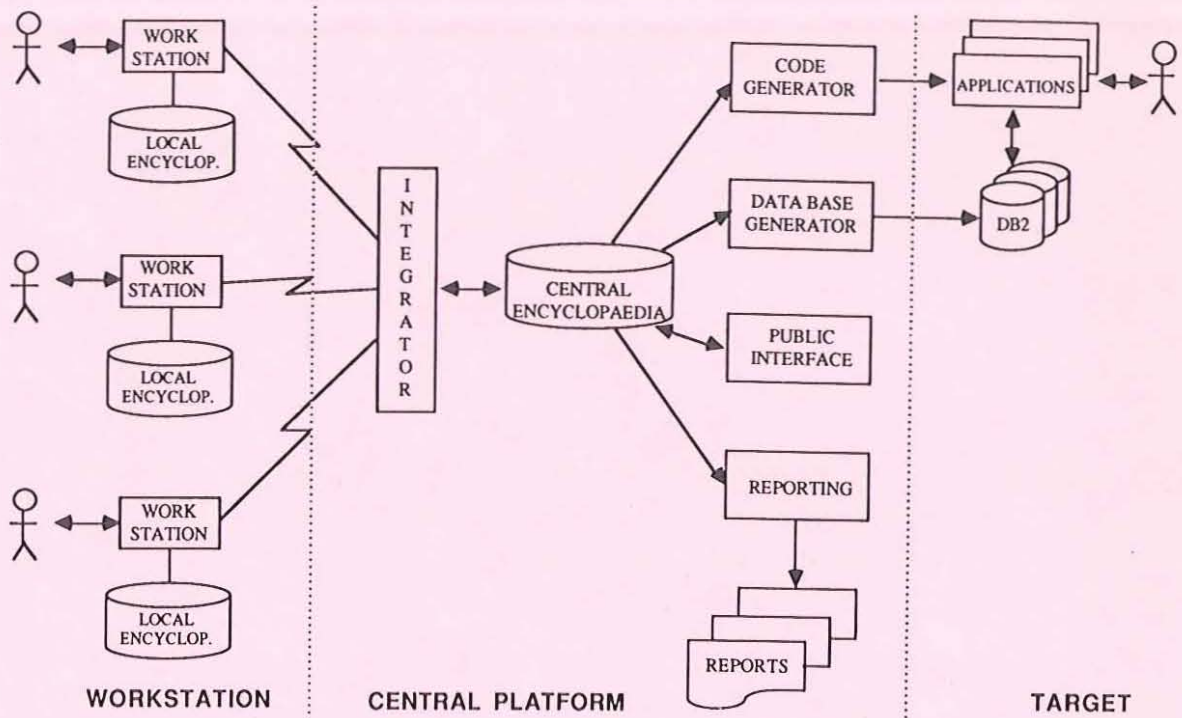 WORK
STATION
LOCAL
ENCYCLOP.
WORK
STATION
LOCAL
ENCYCLOP.
WORK
STATION
LOCAL
ENCYCLOP.
WORKSTATION
I
N
T
E
G
R
A
T
O
R
CENTRAL
ENCYCLOPAEDIA
CODE
GENERATOR
DATA BASE
GENERATOR
PUBLIC
INTERFACE
REPORTING
REPORTS
CENTRAL PLATFORM
APPLICATIONS
DB2
TARGET